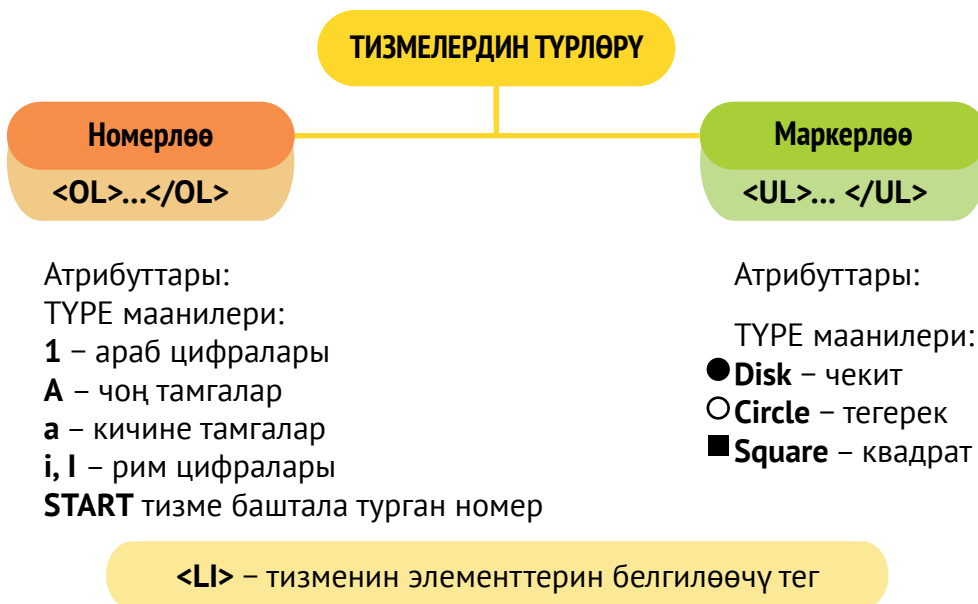 ТИЗМЕЛЕРДИН ТҮРЛӨРҮ
Номерлөө
<OL>...</OL>
Атрибуттары:
TYPE маанилери:
1 – араб цифралары
A – чоң тамгалар
a – кичине тамгалар
i, I – рим цифралары
START тизме баштала турган номер
Маркерлөө
<UL>... </UL>
Атрибуттары:
TYPE маанилери:
Disk – чекит
Circle – тегерек
Square – квадрат
<LI> – тизменин элементтерин белгилөөчү тег